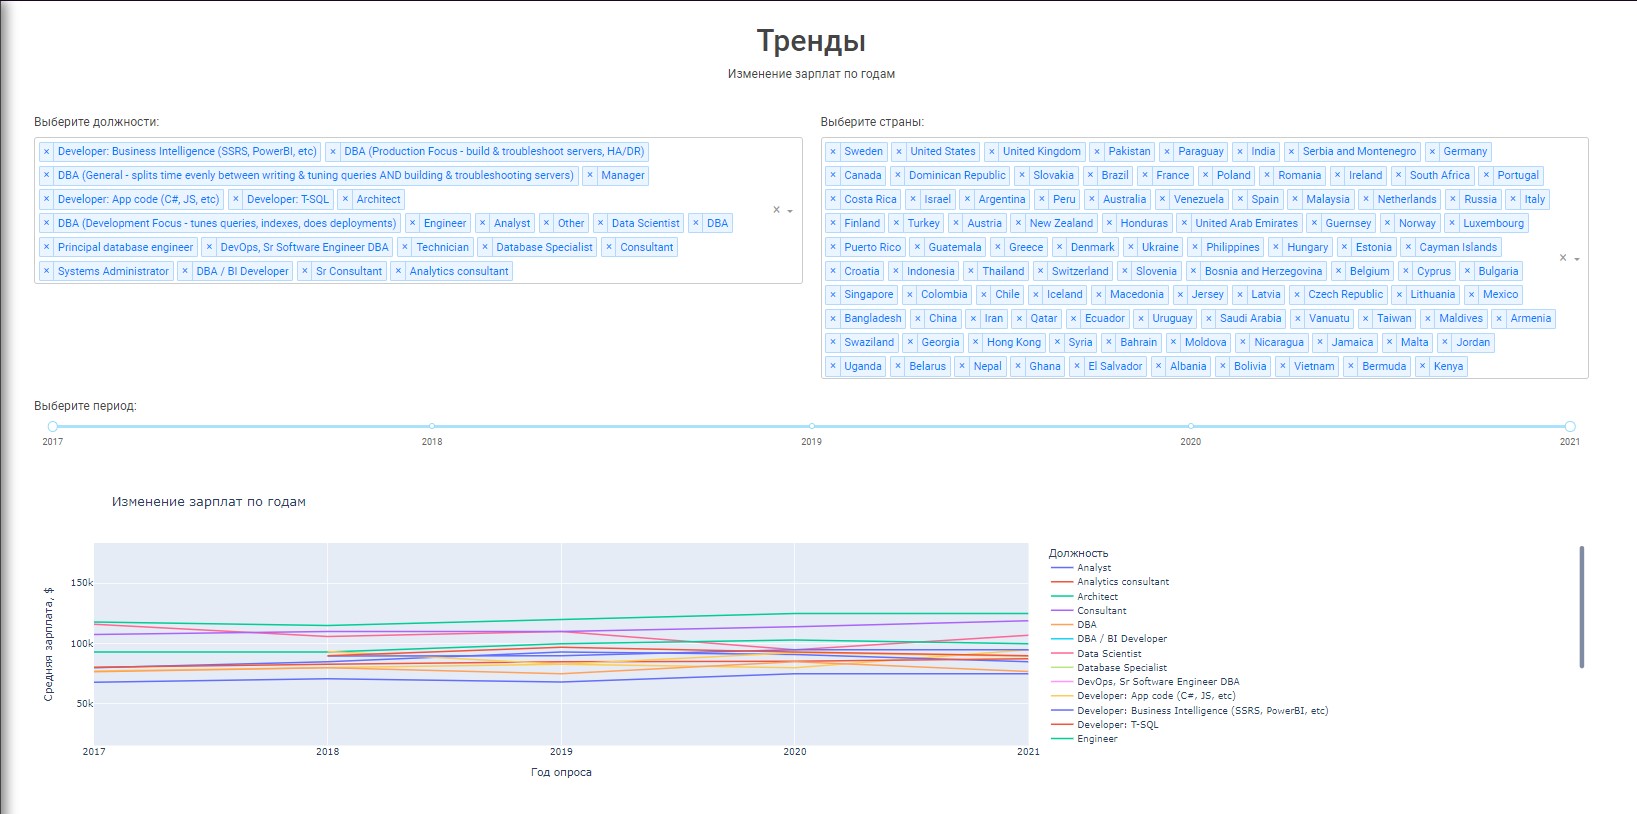 Тренды
Изменение зарплат по годам
Выберите должности:
× Developer: Business Intelligence (SSRS, PowerBI, etc) × DBA (Production Focus - build & troubleshoot servers, HA/DR)
× DBA (General - splits time evenly between writing & tuning queries AND building & troubleshooting servers) × Manager
× Developer: App code (C#, JS, etc) × Developer: T-SQL × Architect
× DBA (Development Focus - tunes queries, indexes, does deployments) × Engineer × Analyst × Other × Data Scientist × DBA
× Principal database engineer × DevOps, Sr Software Engineer DBA × Technician × Database Specialist × Consultant
× Systems Administrator × DBA / BI Developer × Sr Consultant × Analytics consultant
Выберите страны:
× Sweden × United States × United Kingdom × Pakistan × Paraguay × India × Serbia and Montenegro × Germany
× Canada × Dominican Republic × Slovakia × Brazil × France × Poland × Romania × Ireland × South Africa × Portugal
× Costa Rica × Israel × Argentina × Peru × Australia × Venezuela × Spain × Malaysia × Netherlands × Russia × Italy
× Finland × Turkey × Austria × New Zealand × Honduras × United Arab Emirates × Guernsey × Norway × Luxembourg
× Puerto Rico × Guatemala × Greece × Denmark × Ukraine × Philippines × Hungary × Estonia × Cayman Islands
× Croatia × Indonesia × Thailand × Switzerland × Slovenia × Bosnia and Herzegovina × Belgium × Cyprus × Bulgaria
× Singapore × Colombia × Chile × Iceland × Macedonia × Jersey × Latvia × Czech Republic × Lithuania × Mexico
× Bangladesh × China × Iran × Qatar × Ecuador × Uruguay × Saudi Arabia × Vanuatu × Taiwan × Maldives × Armenia
× Swaziland × Georgia × Hong Kong × Syria × Bahrain × Moldova × Nicaragua × Jamaica × Malta × Jordan
× Uganda × Belarus × Nepal × Ghana × El Salvador × Albania × Bolivia × Vietnam × Bermuda × Kenya
Выберите период:
2017 2018 2019 2020 2021
Изменение зарплат по годам
Средняя зарплата, $
150k
100k
50k
2017 2018 2019 2020 2021
Год опроса
Должность
Analyst
Analytics consultant
Architect
Consultant
DBA
DBA / BI Developer
Data Scientist
Database Specialist
DevOps, Sr Software Engineer DBA
Developer: App code (C#, JS, etc)
Developer: Business Intelligence (SSRS, PowerBI, etc)
Developer: T-SQL
Engineer